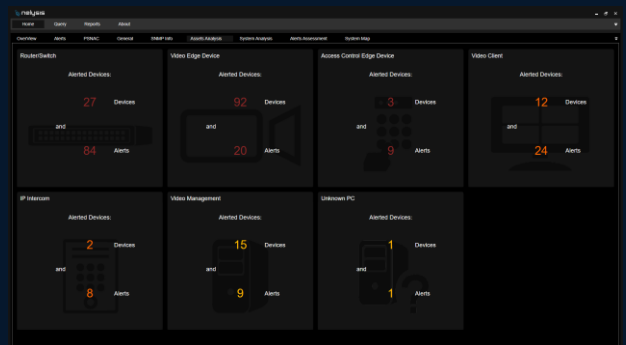 nelysis
Home Query Reports About
OverView Alerts PSNAC General SNMP Info Assets Analysis System Analysis Alerts Assessment System Map
Router/Switch Video Edge Device Access Control Edge Device Video Client
Alerted Devices: Alerted Devices: Alerted Devices: Alerted Devices:
27 Devices 92 Devices 3 Devices 12 Devices
and and and and
84 Alerts 20 Alerts 9 Alerts 24 Alerts
IP Intercom Video Management Unknown PC
Alerted Devices: Alerted Devices: Alerted Devices:
2 Devices 15 Devices 1 Devices
and and and
8 Alerts 9 Alerts 1 Alerts